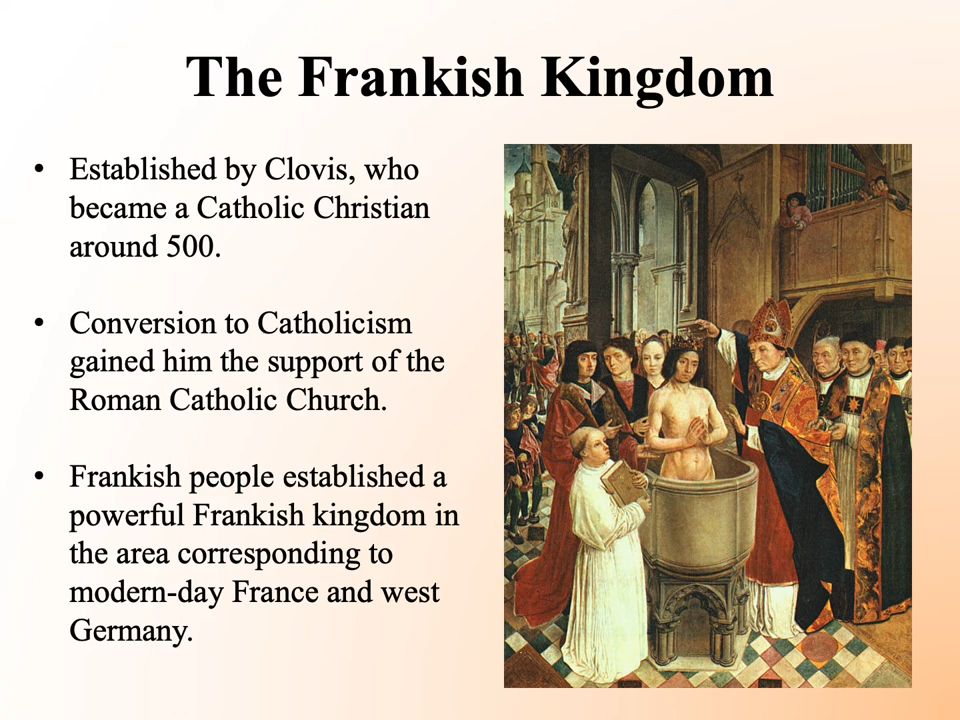 The Frankish Kingdom
• Established by Clovis, who
became a Catholic Christian
around 500.
• Conversion to Catholicism
gained him the support of the
Roman Catholic Church.
• Frankish people established a
powerful Frankish kingdom in
the area corresponding to
modern-day France and west
Germany.